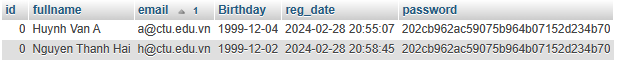 id fullname email 1 Birthday reg_date password
0 Huynh Van A a@ctu.edu.vn 1999-12-04 2024-02-28 20:55:07 202cb962ac59075b964b07152d234b70
0 Nguyen Thanh Hai h@ctu.edu.vn 1999-12-02 2024-02-28 20:58:45 202cb962ac59075b964b07152d234b70